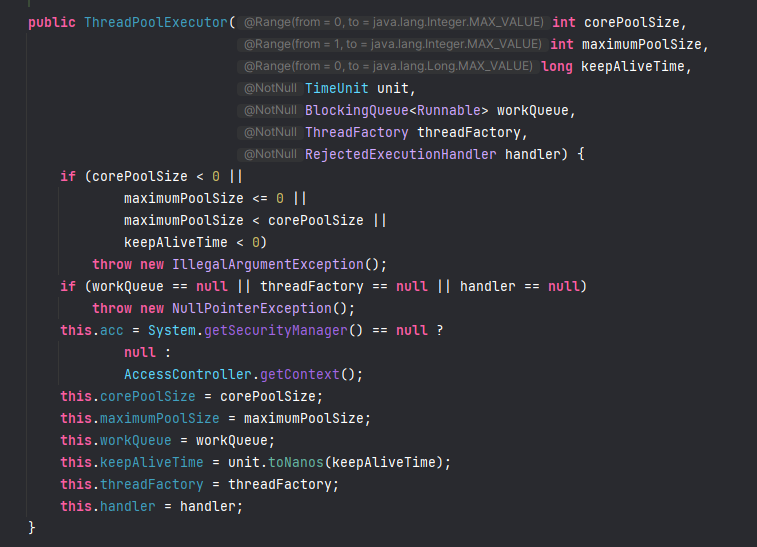 public ThreadPoolExecutor( @Range(from = 0, to = java.lang.Integer.MAX_VALUE) int corePoolSize,
@Range(from = 1, to = java.lang.Integer.MAX_VALUE) int maximumPoolSize,
@Range(from = 0, to = java.lang.Long.MAX_VALUE) long keepAliveTime,
@NotNull TimeUnit unit,
@NotNull BlockingQueue<Runnable> workQueue,
@NotNull ThreadFactory threadFactory,
@NotNull RejectedExecutionHandler handler) {
if (corePoolSize < 0 ||
maximumPoolSize <= 0 ||
maximumPoolSize < corePoolSize ||
keepAliveTime < 0)
throw new IllegalArgumentException();
if (workQueue == null || threadFactory == null || handler == null)
throw new NullPointerException();
this.acc = System.getSecurityManager() == null ?
null :
AccessController.getContext();
this.corePoolSize = corePoolSize;
this.maximumPoolSize = maximumPoolSize;
this.workQueue = workQueue;
this.keepAliveTime = unit.toNanos(keepAliveTime);
this.threadFactory = threadFactory;
this.handler = handler;
}